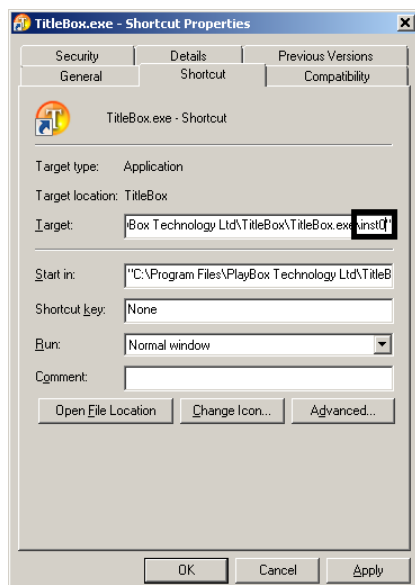 TitleBox.exe - Shortcut Properties
Security Details Previous Versions
General Shortcut Compatibility
TitleBox.exe - Shortcut
Target type: Application
Target location: TitleBox
Target: Box Technology Ltd\TitleBox\TitleBox.exe\inst0"
Start in: "C:\Program Files\PlayBox Technology Ltd\TitleB
Shortcut key: None
Run: Normal window
Comment:
Open File Location Change Icon... Advanced...
OK Cancel Apply